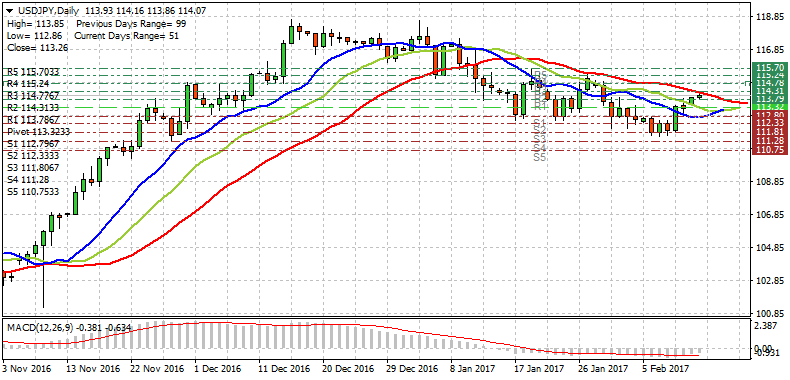 USDJPY,Daily 113.93 114.16 113.86 114.07
High= 113.85 Previous Days Range= 99
Low= 112.86 Current Days Range= 51
Close= 113.26
R5 115.7033
R4 115.24
R3 114.7767
R2 114.3133
R1 113.7867
Pivot 113.3233
S1 112.7967
S2 112.3333
S3 111.8067
S4 111.28
S5 110.7533
S1
S2
S5
118.85
116.85
115.70
115.24
114.78
114.31
113.79
112.80
112.33
111.81
111.28
110.75
108.85
106.85
104.85
102.85
100.85
MACD(12,26,9) -0.381 -0.634
2.387
0.00
-0.931
3 Nov 2016
13 Nov 2016
22 Nov 2016
1 Dec 2016
11 Dec 2016
20 Dec 2016
29 Dec 2016
8 Jan 2017
17 Jan 2017
26 Jan 2017
5 Feb 2017